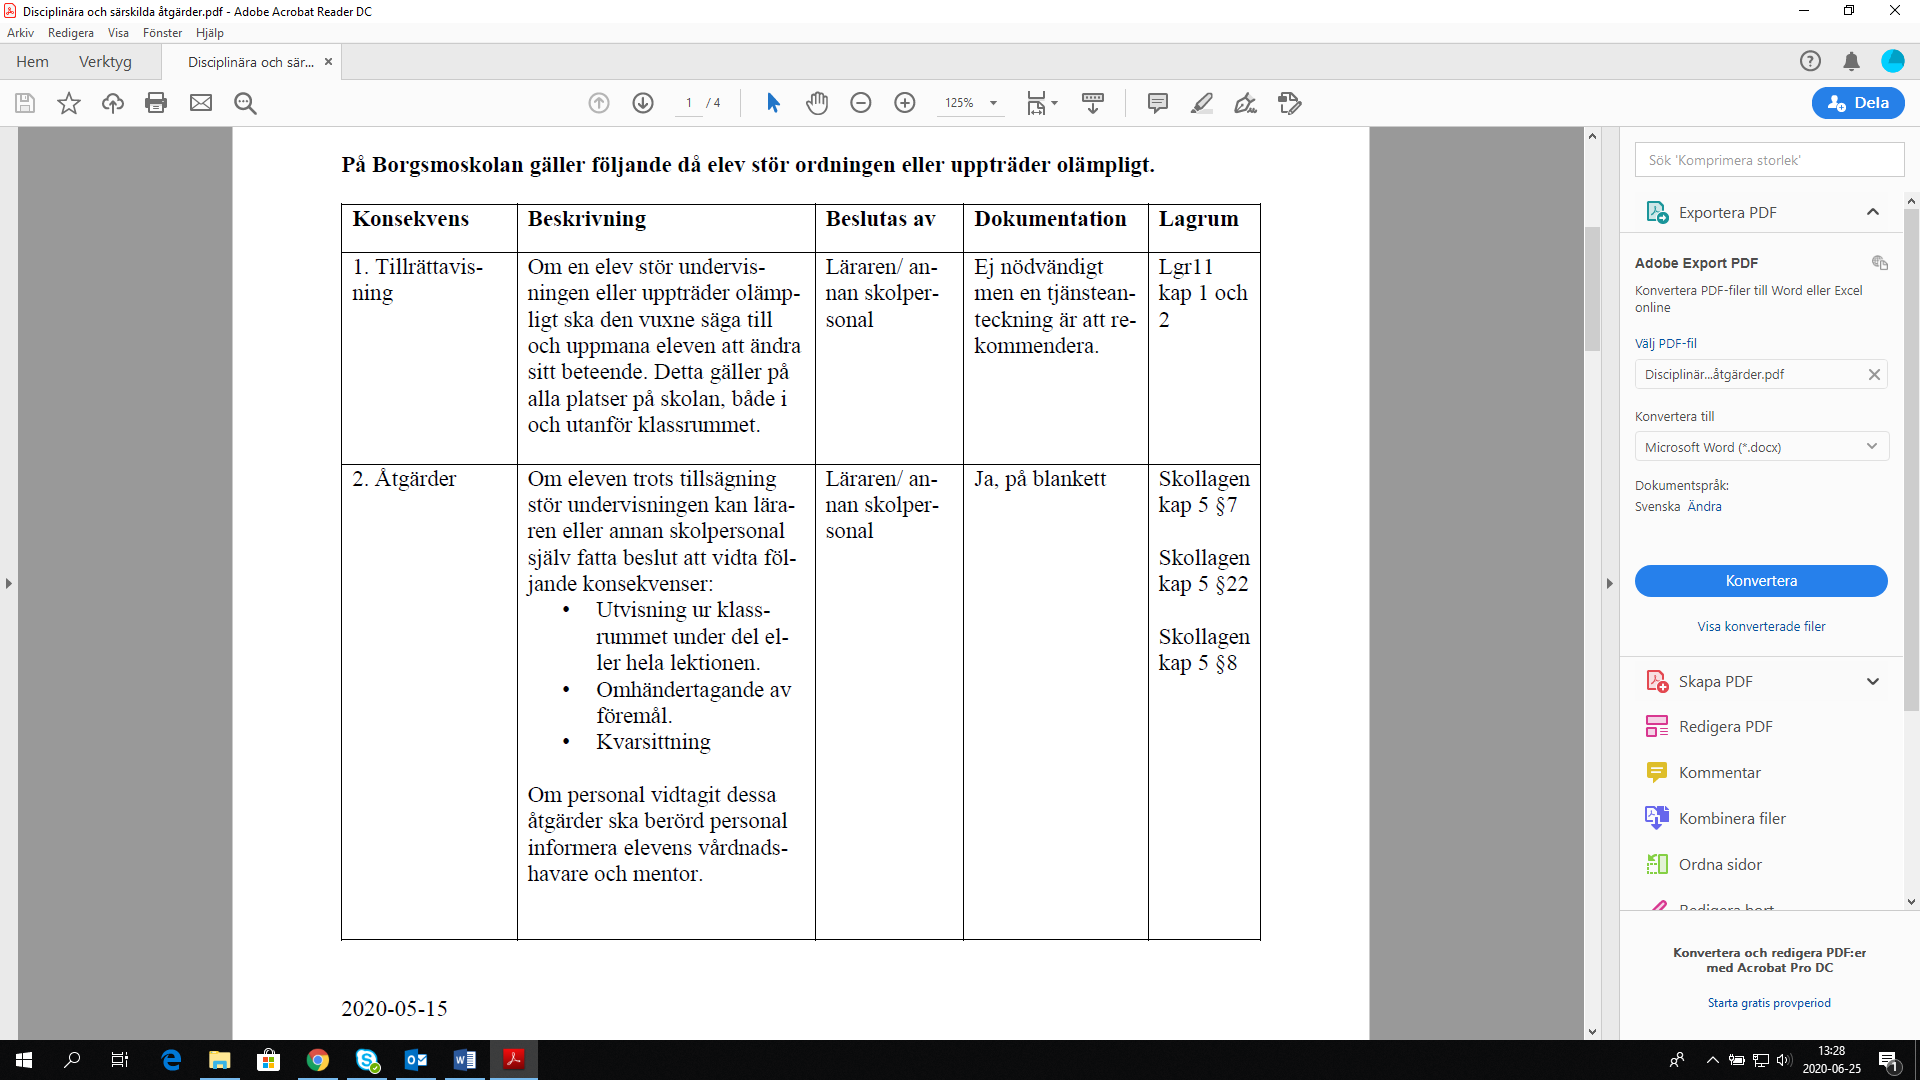 Disciplinära och särskilda åtgärder.pdf - Adobe Acrobat Reader DC
Arkiv Redigera Visa Fönster Hjälp
Hem Verktyg Disciplinära och sär...
1 / 4 125% Dela
På Borgsmoskolan gäller följande då elev stör ordningen eller uppträder olämpligt.
Konsekvens Beskrivning Beslutas av Dokumentation Lagrum
1. Tillrättavis-
ning
Om en elev stör undervis-
ningen eller uppträder olämp-
ligt ska den vuxne säga till
och uppmana eleven att ändra
sitt beteende. Detta gäller på
alla platser på skolan, både i
och utanför klassrummet.
Läraren/ an-
nan skolper-
sonal
Ej nödvändigt
men en tjänstean-
teckning är att re-
kommendera.
Lgr11
kap 1 och
2
2. Åtgärder
Om eleven trots tillsägning
stör undervisningen kan lära-
ren eller annan skolpersonal
själv fatta beslut att vidta föl-
jande konsekvenser:
• Utvisning ur klass-
rummet under del el-
ler hela lektionen.
• Omhändertagande av
föremål.
• Kvarsittning
Om personal vidtagit dessa
åtgärder ska berörd personal
informera elevens vårdnads-
havare och mentor.
Läraren/ an-
nan skolper-
sonal
Ja, på blankett
Skollagen
kap 5 §7
Skollagen
kap 5 §22
Skollagen
kap 5 §8
2020-05-15
Sök 'Komprimera storlek'
Exportera PDF
Adobe Export PDF
Konvertera PDF-filer till Word eller Excel
online
Välj PDF-fil
Disciplinär...åtgärder.pdf
Konvertera till
Microsoft Word (*.docx)
Dokumentspråk:
Svenska Ändra
Konvertera
Visa konverterade filer
Skapa PDF
Redigera PDF
Kommentar
Kombinera filer
Ordna sidor
Redigera bort
Konvertera och redigera PDF:er
med Acrobat Pro DC
Starta gratis provperiod
13:28
2020-06-25
1